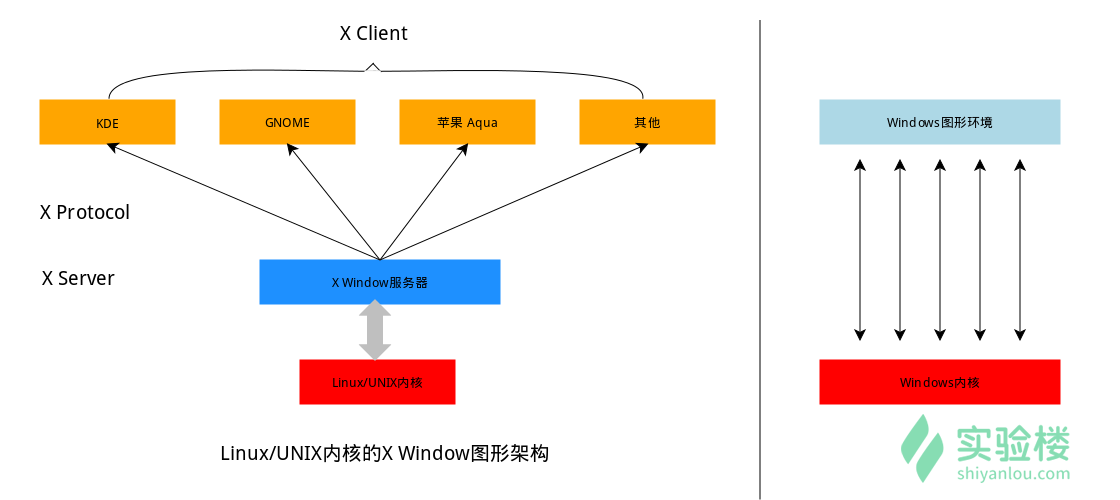 X Client
KDE
GNOME
苹果 Aqua
其他
X Protocol
X Server
X Window服务器
Linux/UNIX内核
Linux/UNIX内核的X Window图形架构
Windows图形环境
Windows内核
实验楼
shiyanlou.com